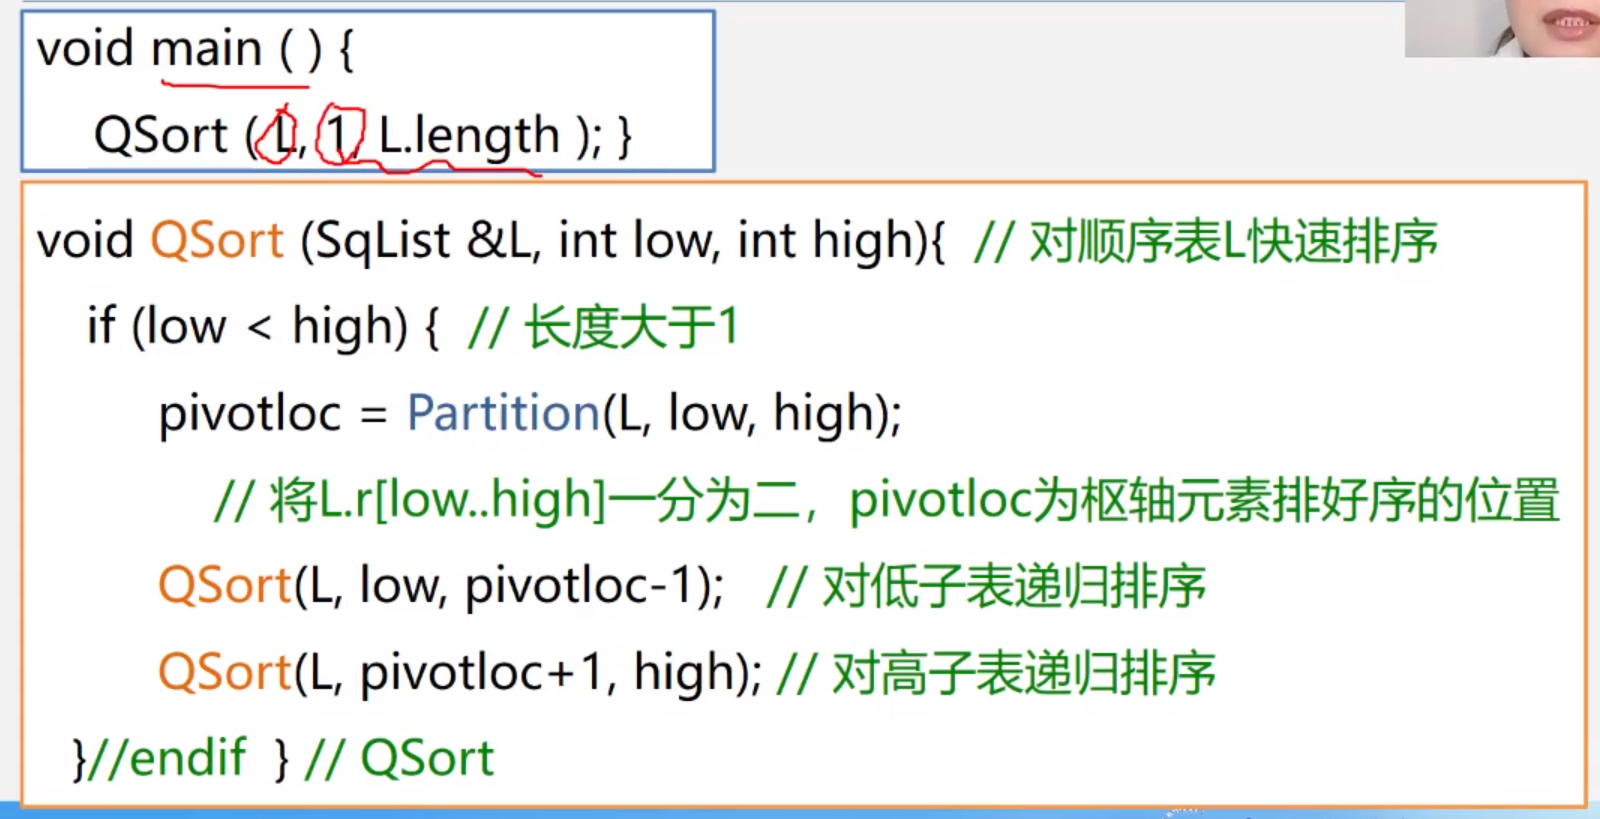 void main ( ) {
QSort ( L, 1, L.length ); }
void QSort (SqList &L, int low, int high){ // 对顺序表L快速排序
if (low < high) { // 长度大于1
pivotloc = Partition(L, low, high);
// 将L.r[low..high]一分为二，pivotloc为枢轴元素排好序的位置
QSort(L, low, pivotloc-1); // 对低子表递归排序
QSort(L, pivotloc+1, high); // 对高子表递归排序
}//endif } // QSort